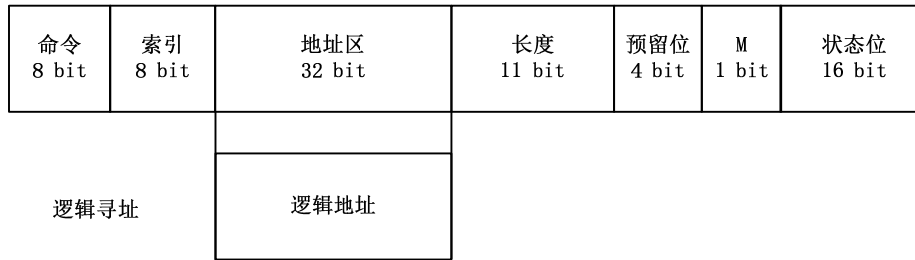 命令 索引 地址区 长度 预留位 M 状态位
8 bit 8 bit 32 bit 11 bit 4 bit 1 bit 16 bit
逻辑寻址 逻辑地址